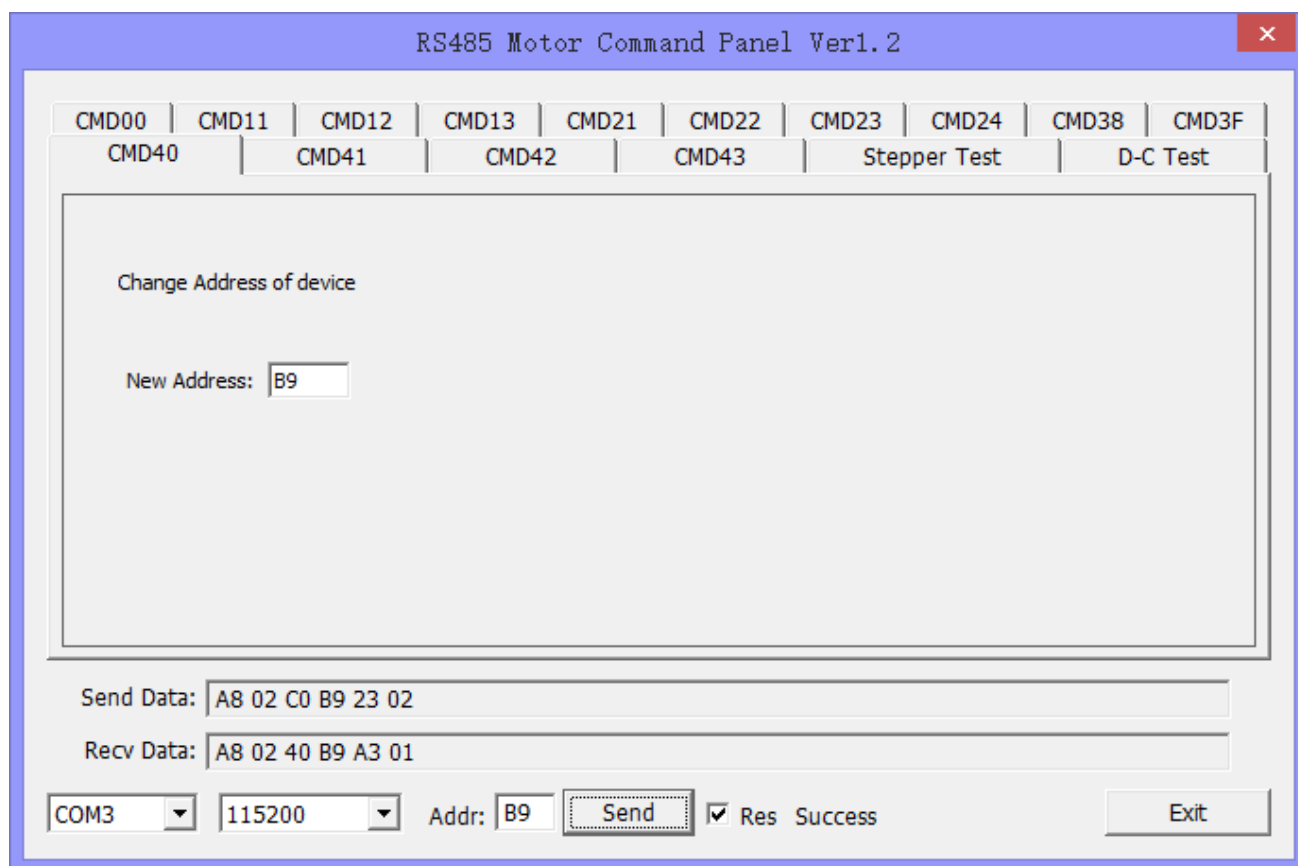 RS485 Motor Command Panel Ver1.2
CMD00 CMD11 CMD12 CMD13 CMD21 CMD22 CMD23 CMD24 CMD38 CMD3F
CMD40 CMD41 CMD42 CMD43 Stepper Test D-C Test
Change Address of device
New Address: B9
Send Data: A8 02 C0 B9 23 02
Recv Data: A8 02 40 B9 A3 01
COM3 115200 Addr: B9 Send Res Success Exit